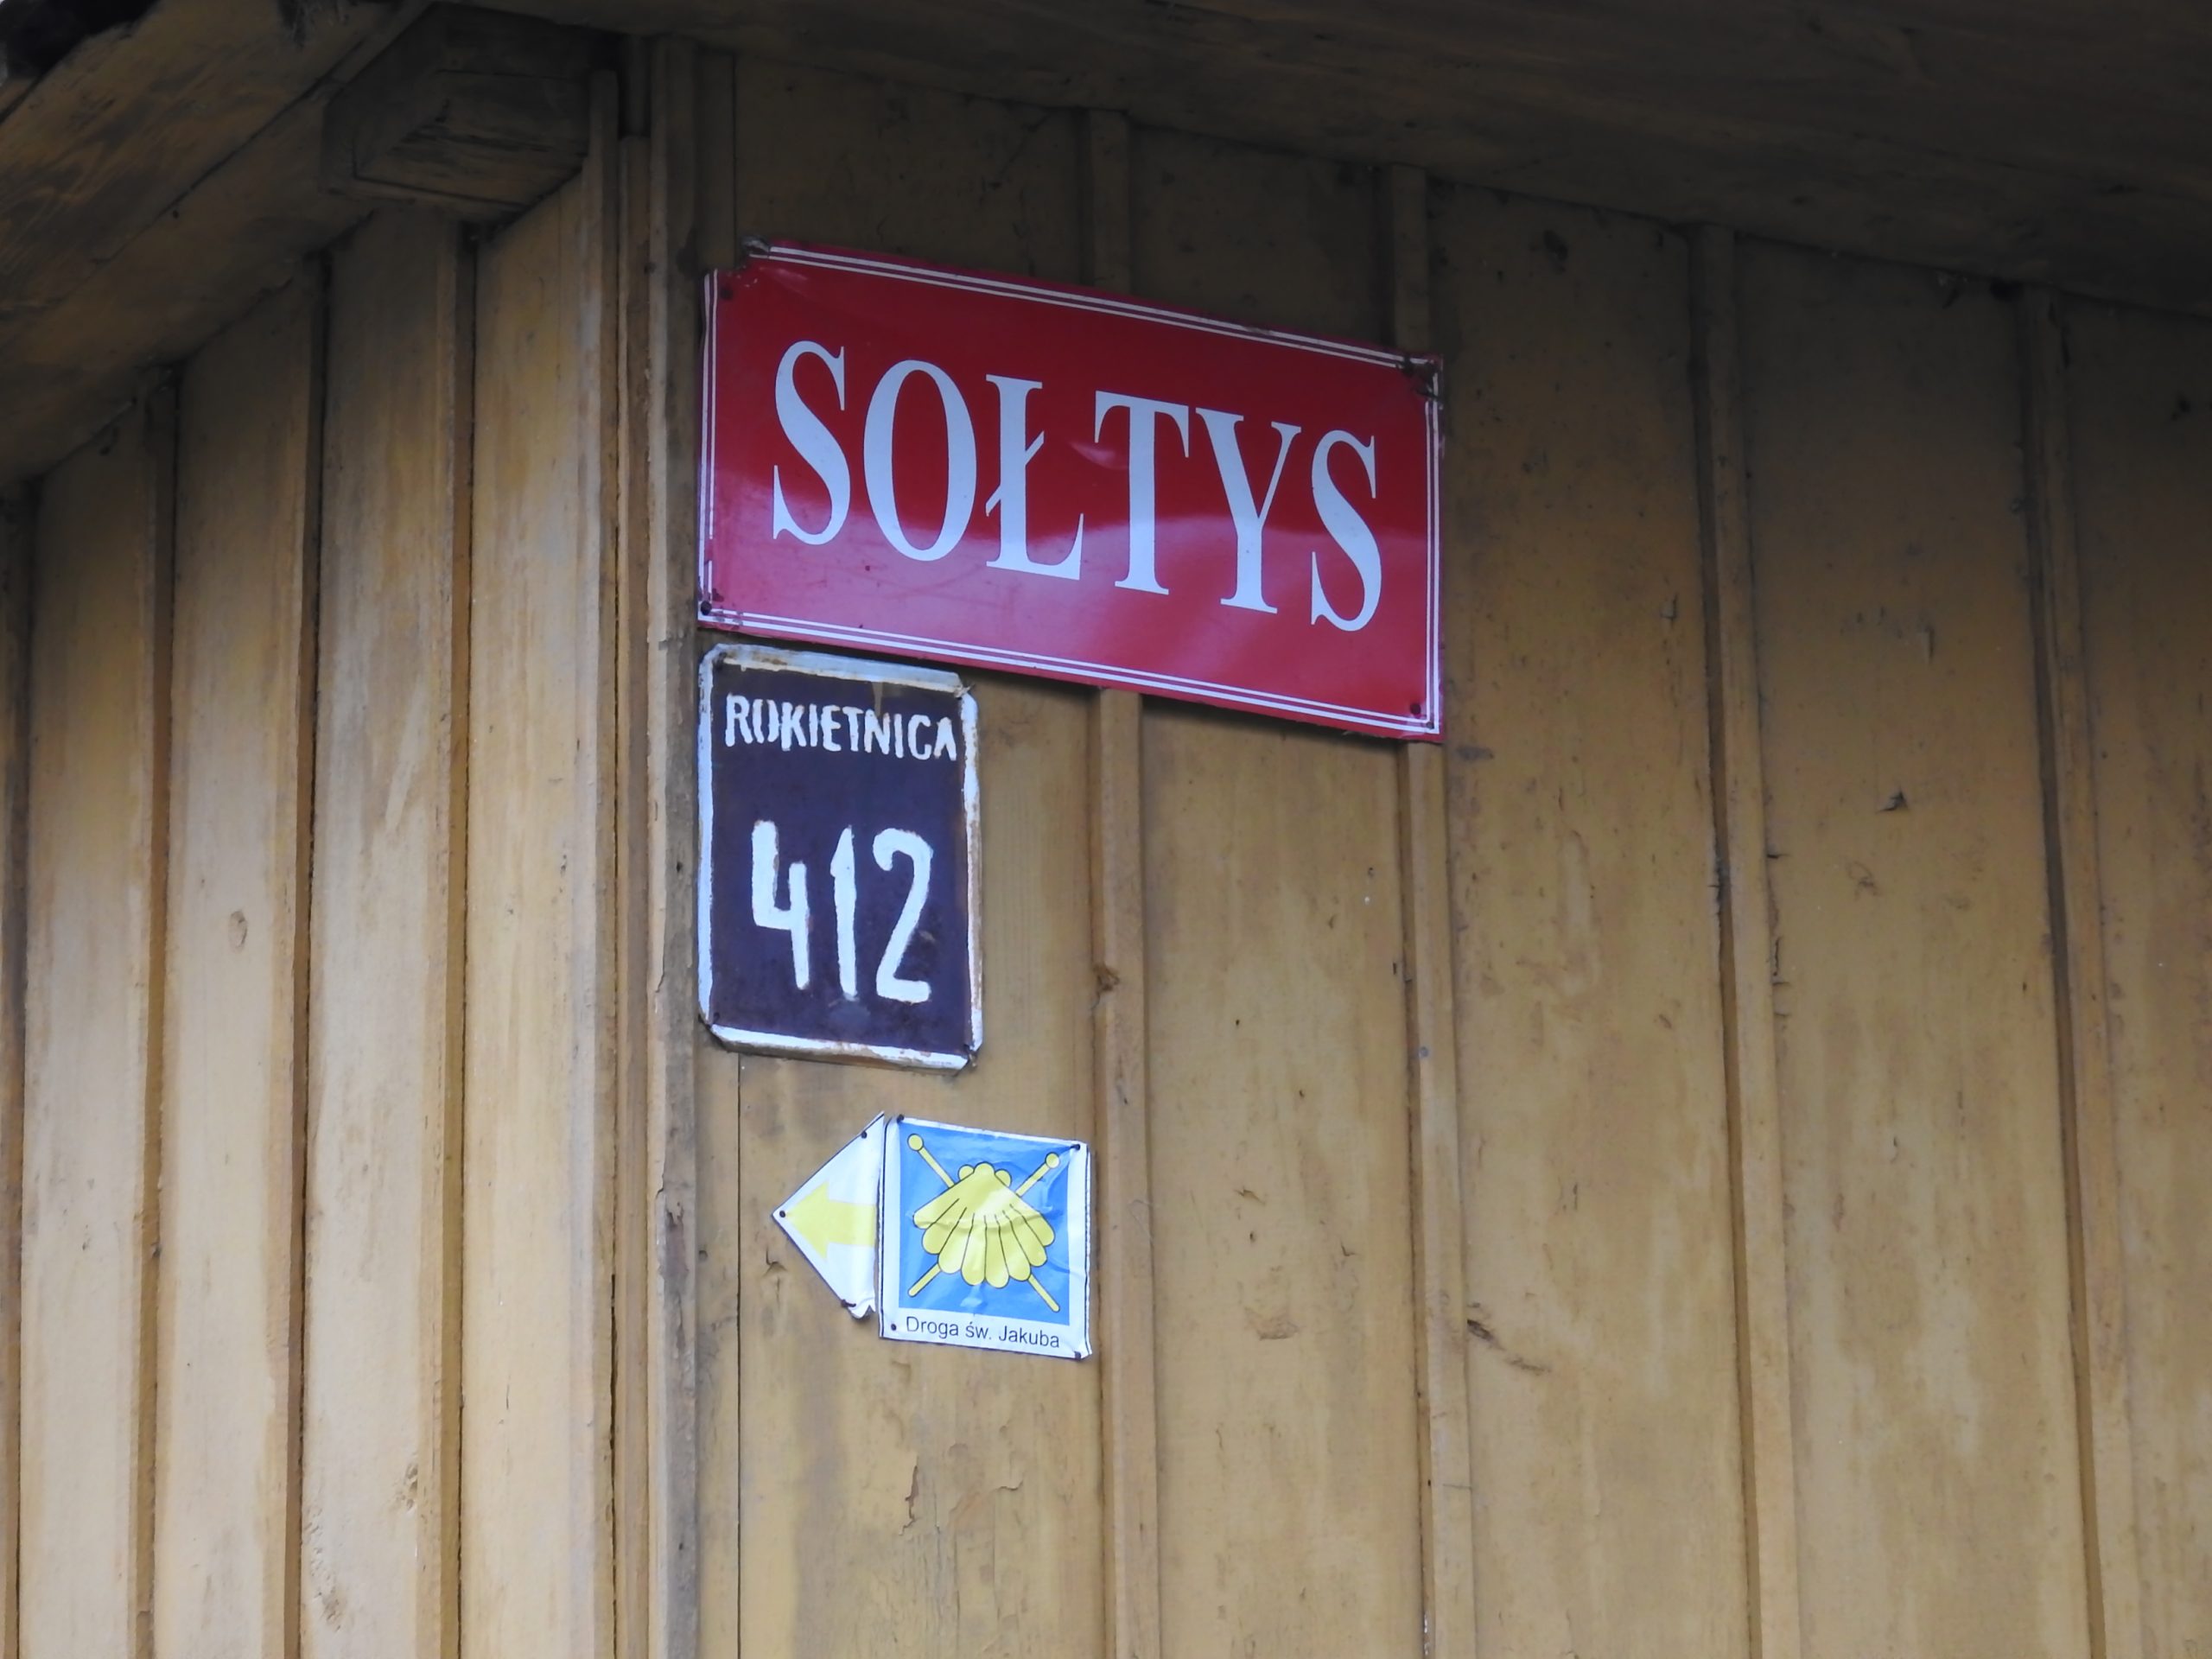 SOŁTYS
ROKIETNICA
412
Droga św. Jakuba